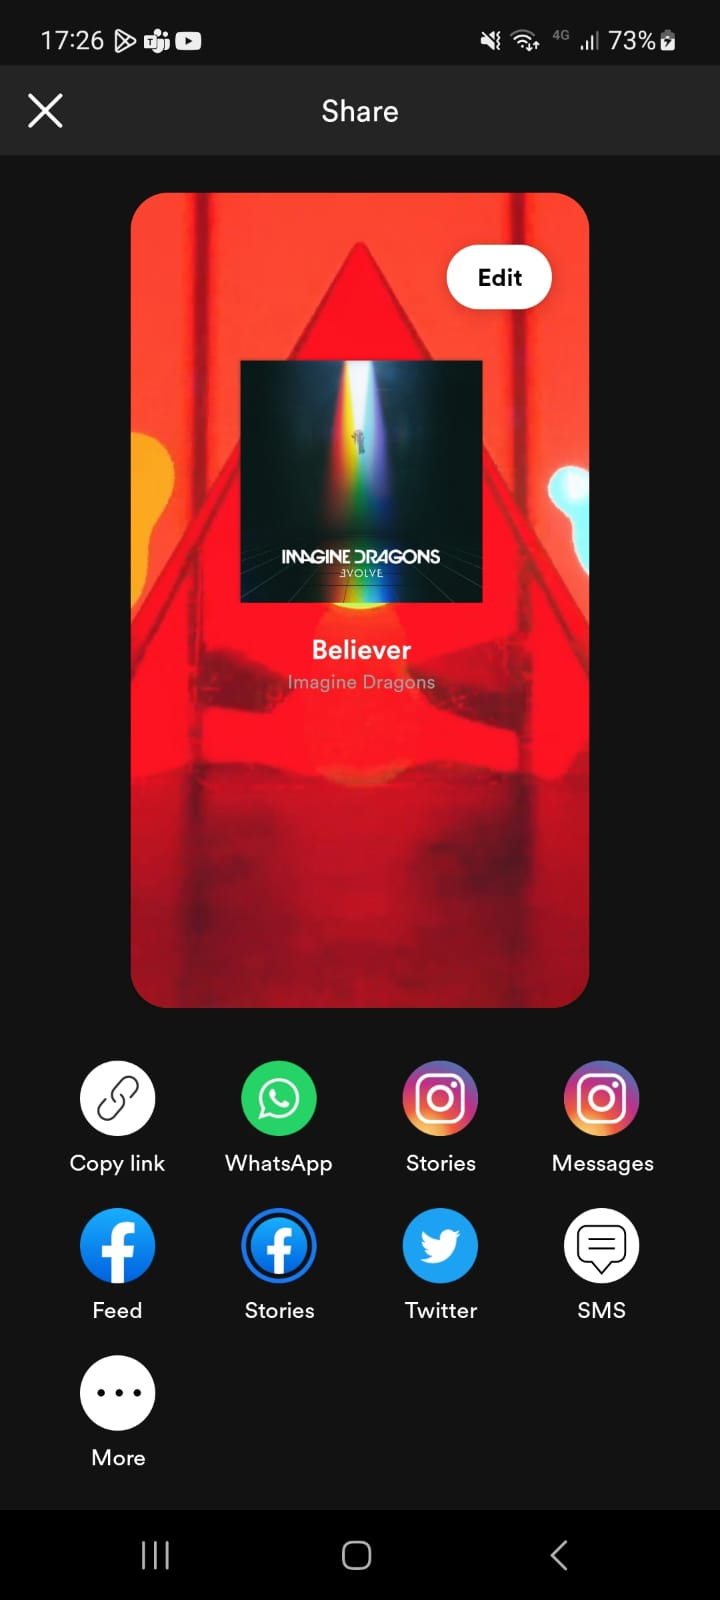 17:26
4G 73%
Share
Edit
IMAGINE DRAGONS
EVOLVE
Believer
Imagine Dragons
Copy link WhatsApp Stories Messages
Feed Stories Twitter SMS
More